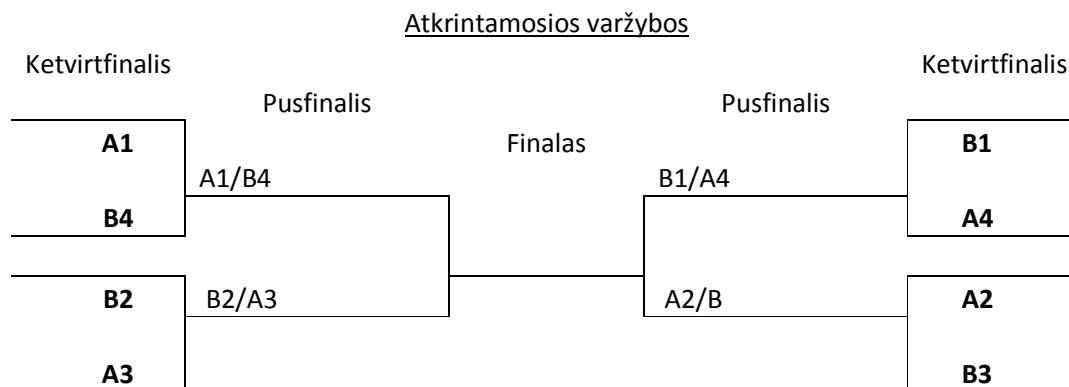 Atkrintamosios varžybos
Ketvirtfinalis Ketvirtfinalis
Pusfinalis Pusfinalis
A1 Finalas B1
A1/B4 B1/A4
B4 A4
B2 B2/A3 A2/B A2
A3 B3